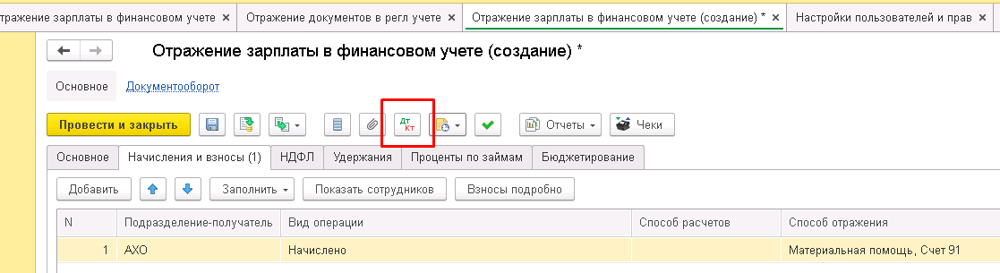 тражение зарплаты в финансовом учете × Отражение документов в регл учете × Отражение зарплаты в финансовом учете (создание) * × Настройки пользователей и прав ×
← → Отражение зарплаты в финансовом учете (создание) *
Основное Документооборот
Провести и закрыть Дт Кт Отчеты Чеки
Основное Начисления и взносы (1) НДФЛ Удержания Проценты по займам Бюджетирование
Добавить Заполнить Показать сотрудников Взносы подробно
N Подразделение-получатель Вид операции Способ расчетов Способ отражения
1 АХО Начислено Материальная помощь, Счет 91